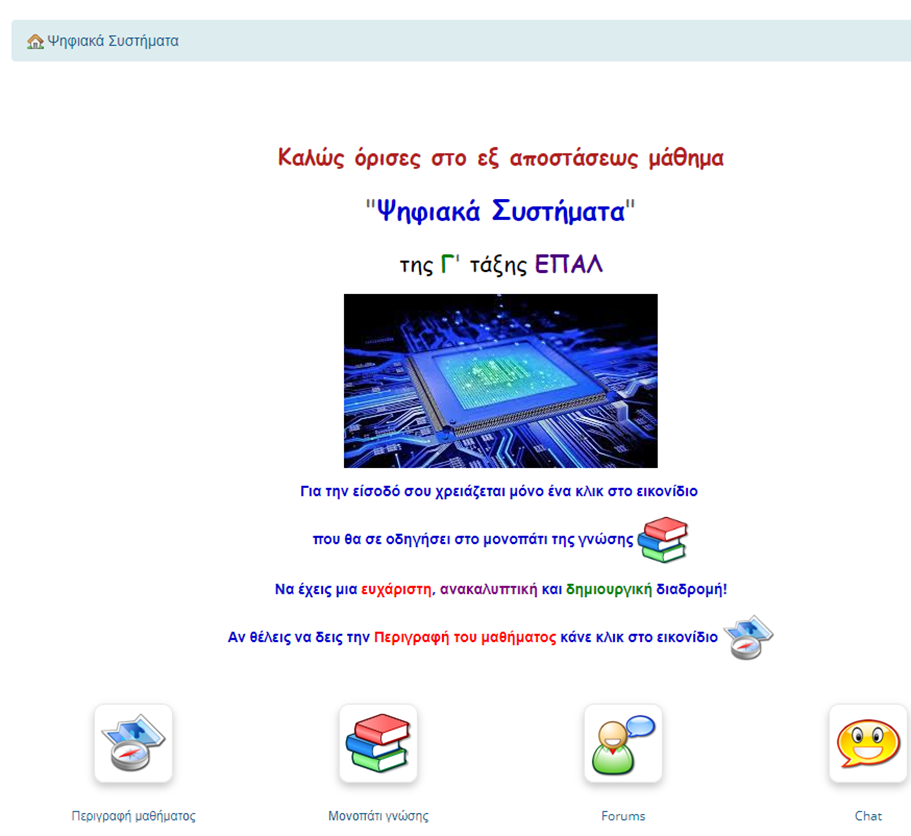 Ψηφιακά Συστήματα
Καλώς όρισες στο εξ αποστάσεως μάθημα
"Ψηφιακά Συστήματα"
της Γ' τάξης ΕΠΑΛ
Για την είσοδό σου χρειάζεται μόνο ένα κλικ στο εικονίδιο
που θα σε οδηγήσει στο μονοπάτι της γνώσης
Να έχεις μια ευχάριστη, ανακαλυπτική και δημιουργική διαδρομή!
Αν θέλεις να δεις την Περιγραφή του μαθήματος κάνε κλικ στο εικονίδιο
Περιγραφή μαθήματος Μονοπάτι γνώσης Forums Chat